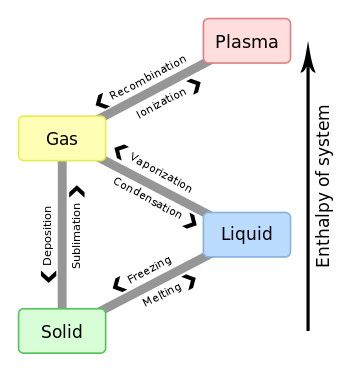 Plasma
Recombination
Ionization
Gas
Vaporization
Condensation
Enthalpy of system
Deposition
Sublimation
Liquid
Freezing
Melting
Solid